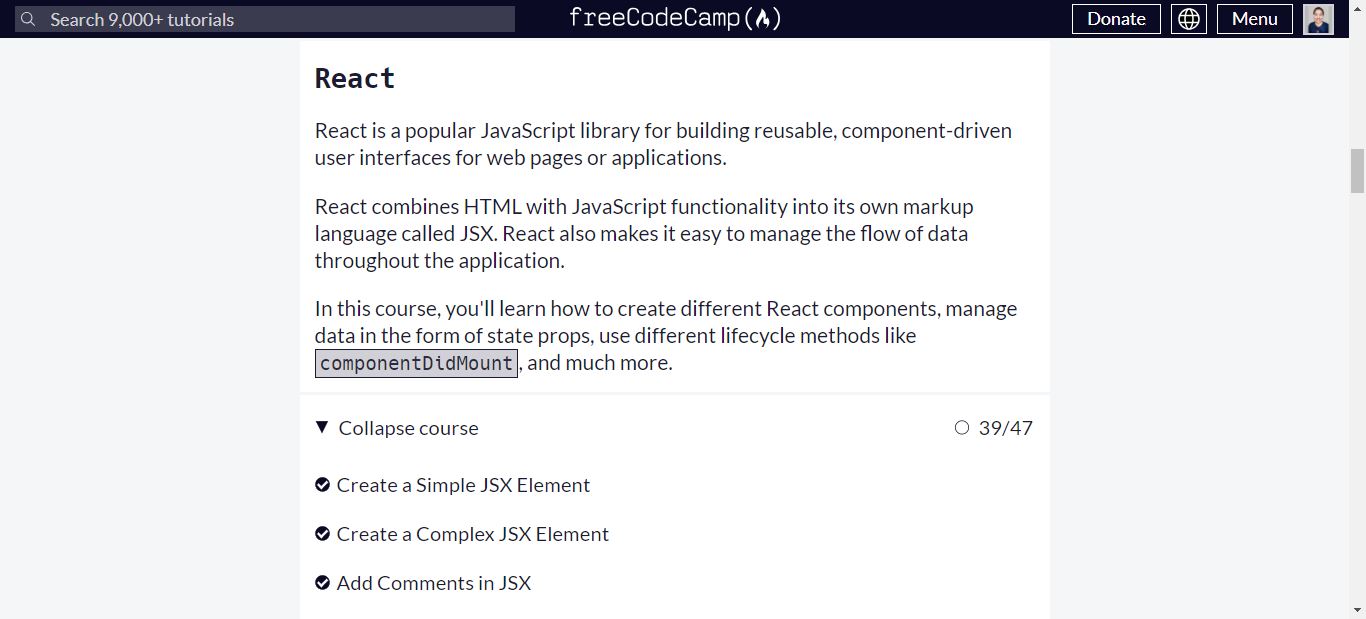 Search 9,000+ tutorials
freeCodeCamp
Donate
Menu
React
React is a popular JavaScript library for building reusable, component-driven
user interfaces for web pages or applications.
React combines HTML with JavaScript functionality into its own markup
language called JSX. React also makes it easy to manage the flow of data
throughout the application.
In this course, you'll learn how to create different React components, manage
data in the form of state props, use different lifecycle methods like
componentDidMount, and much more.
Collapse course
39/47
Create a Simple JSX Element
Create a Complex JSX Element
Add Comments in JSX